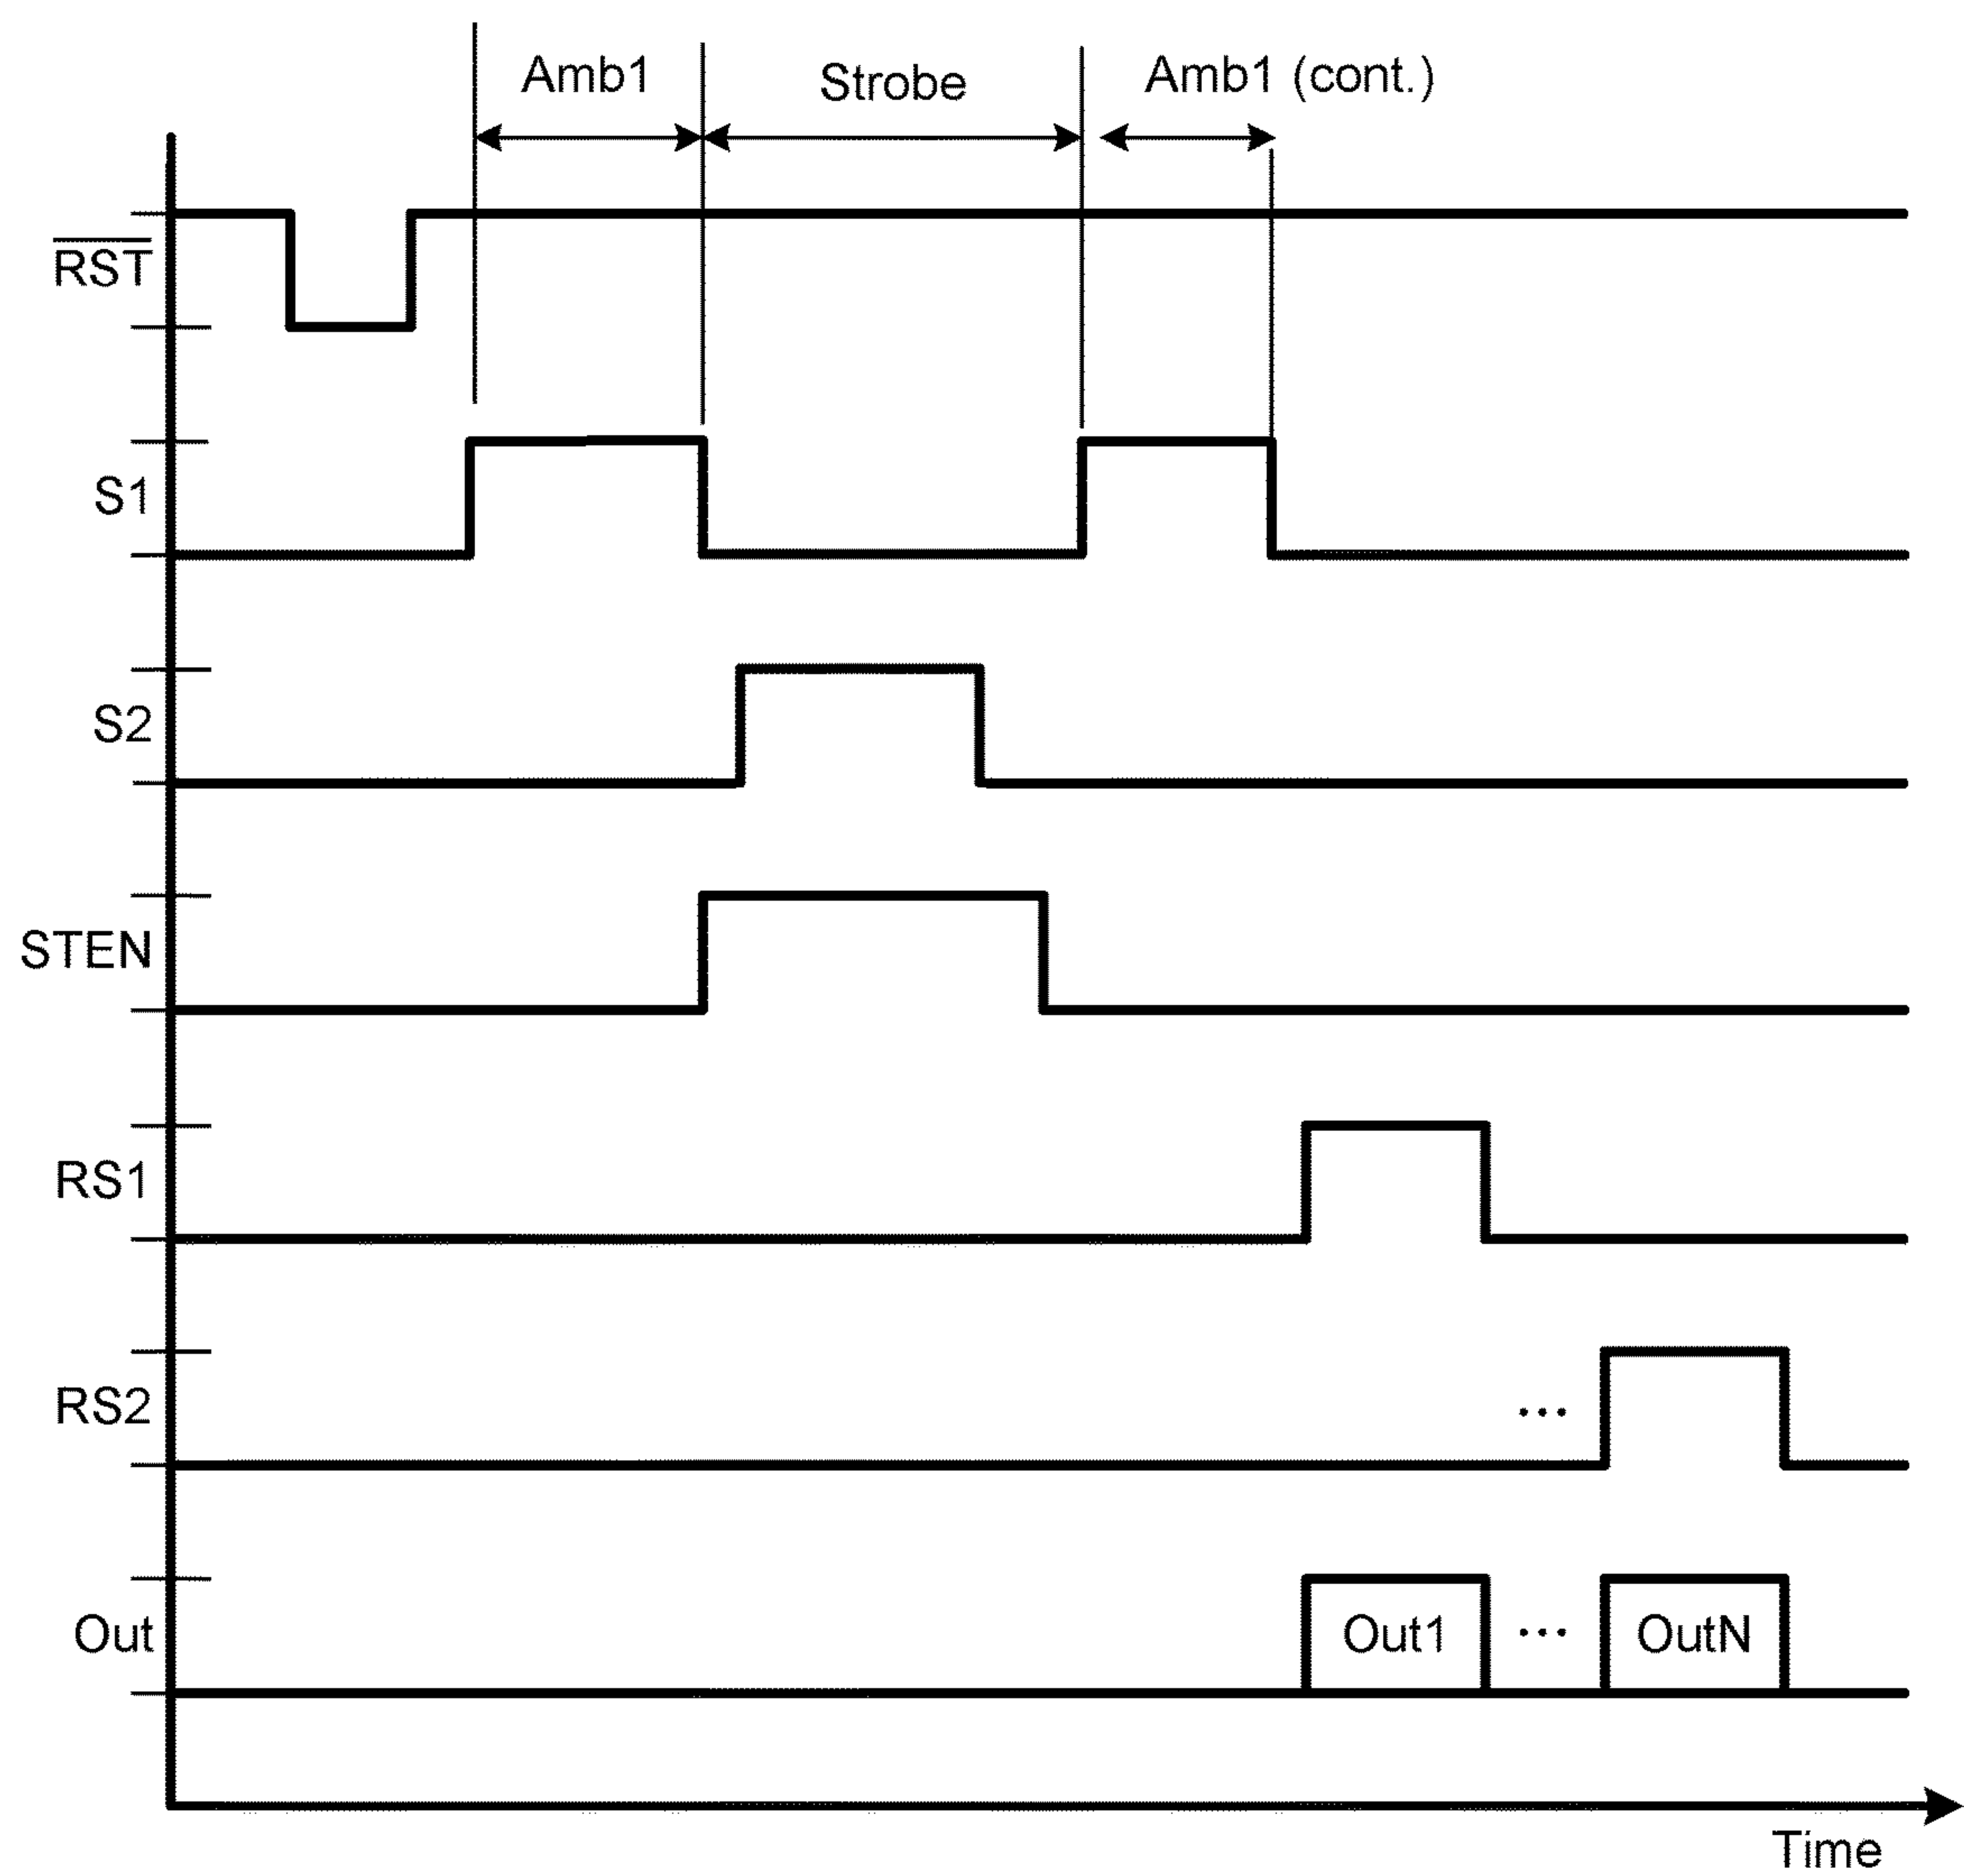 Amb1
Strobe
Amb1 (cont.)
RST
S1
S2
STEN
RS1
RS2
...
Out
Out1
...
OutN
Time